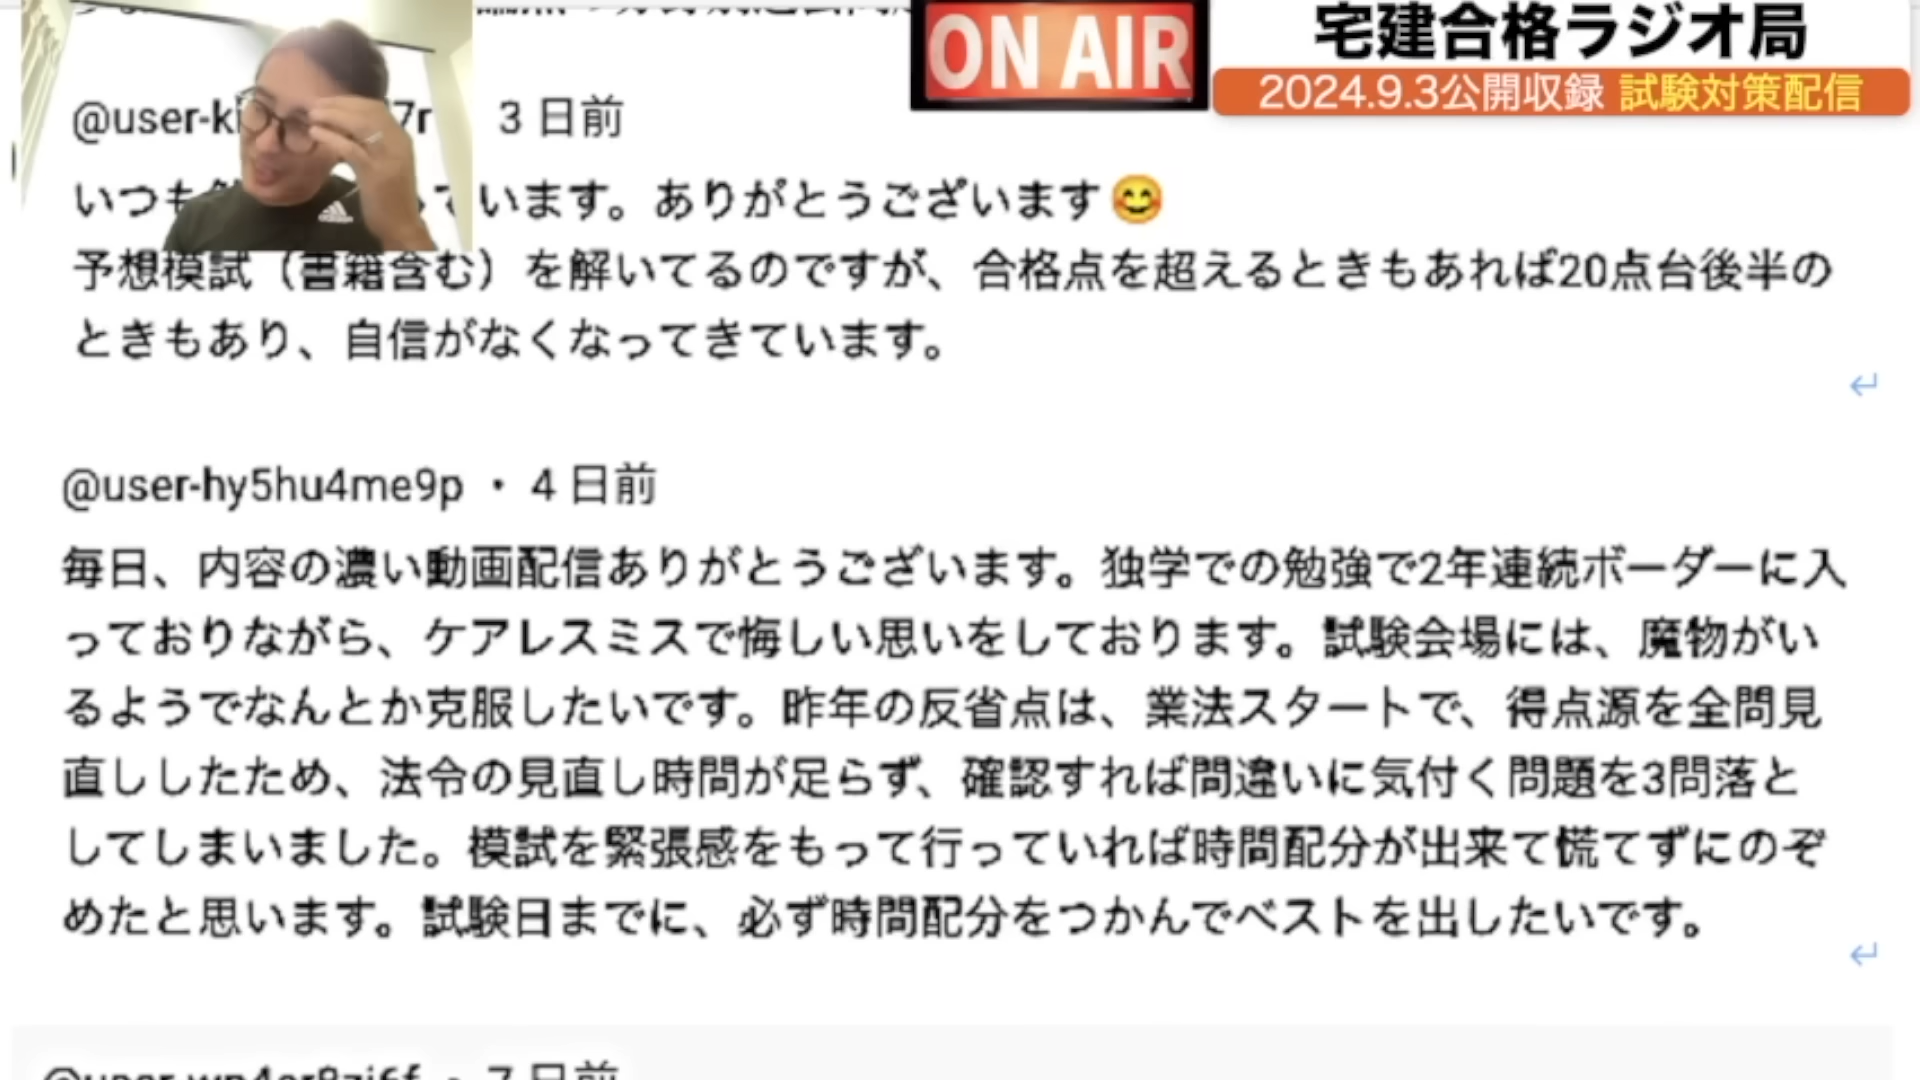 ON AIR
宅建合格ラジオ局
2024.9.3公開収録 試験対策配信
7r 3 日前
いつも ています。ありがとうございます😊
予想模試（書籍含む）を解いてるのですが、合格点を超えるときもあれば20点台後半の
ときもあり、自信がなくなってきています。
@user-hy5hu4me9p ・ 4 日前
毎日、内容の濃い動画配信ありがとうございます。独学での勉強で2年連続ボーダーに入
っておりながら、ケアレスミスで悔しい思いをしております。試験会場には、魔物がい
るようでなんとか克服したいです。昨年の反省点は、業法スタートで、得点源を全問見
直ししたため、法令の見直し時間が足らず、確認すれば間違いに気付く問題を3問落と
してしまいました。模試を緊張感をもって行っていれば時間配分が出来て慌てずにのぞ
めたと思います。試験日までに、必ず時間配分をつかんでベストを出したいです。
7 日前